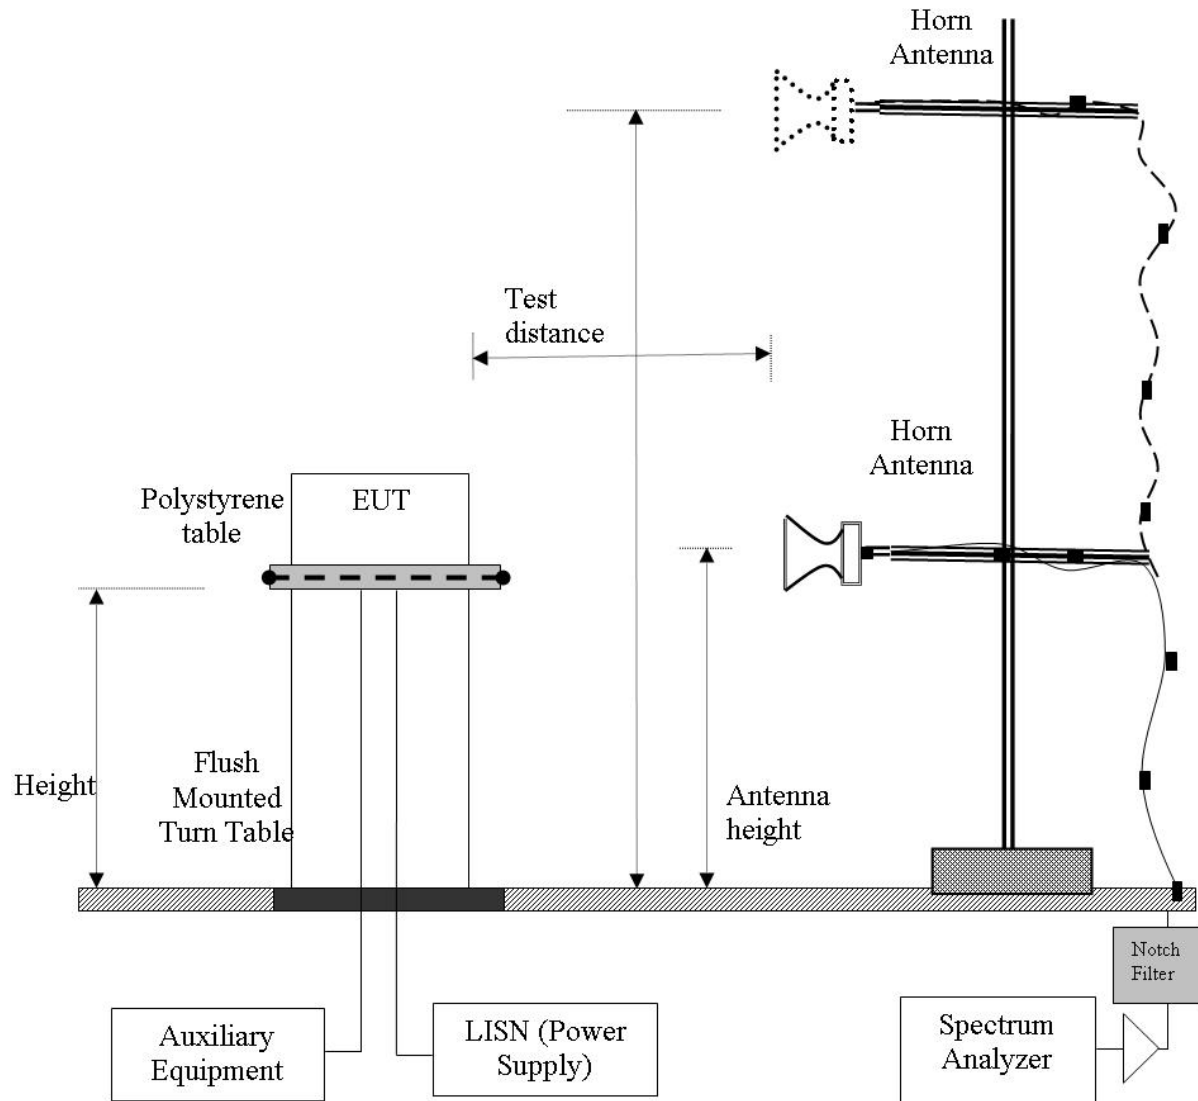 Horn
Antenna
Test
distance
Horn
Antenna
Polystyrene
table
EUT
Height
Flush
Mounted
Turn Table
Antenna
height
Notch
Filter
Auxiliary
Equipment
LISN (Power
Supply)
Spectrum
Analyzer